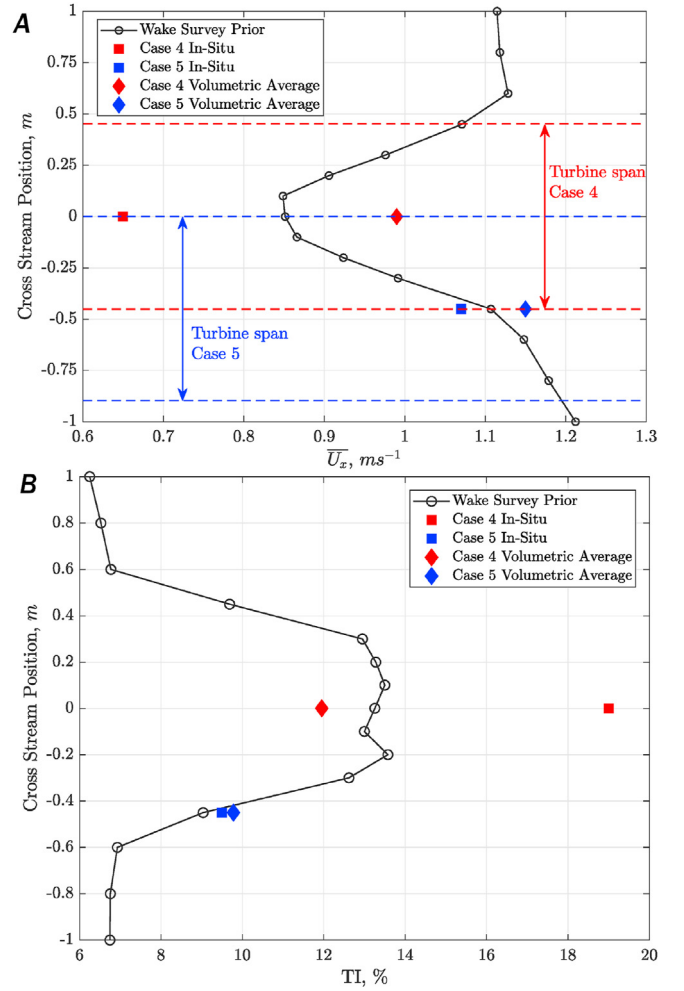 A
Wake Survey Prior
Case 4 In-Situ
Case 5 In-Situ
Case 4 Volumetric Average
Case 5 Volumetric Average
1
0.75
0.5
0.25
0
-0.25
-0.5
-0.75
-1
Cross Stream Position, m
Turbine span
Case 4
Turbine span
Case 5
0.6 0.7 0.8 0.9 1 1.1 1.2 1.3
U̅x̅, ms⁻¹
B
Wake Survey Prior
Case 4 In-Situ
Case 5 In-Situ
Case 4 Volumetric Average
Case 5 Volumetric Average
1
0.8
0.6
0.4
0.2
0
-0.2
-0.4
-0.6
-0.8
-1
Cross Stream Position, m
6 8 10 12 14 16 18 20
TI, %